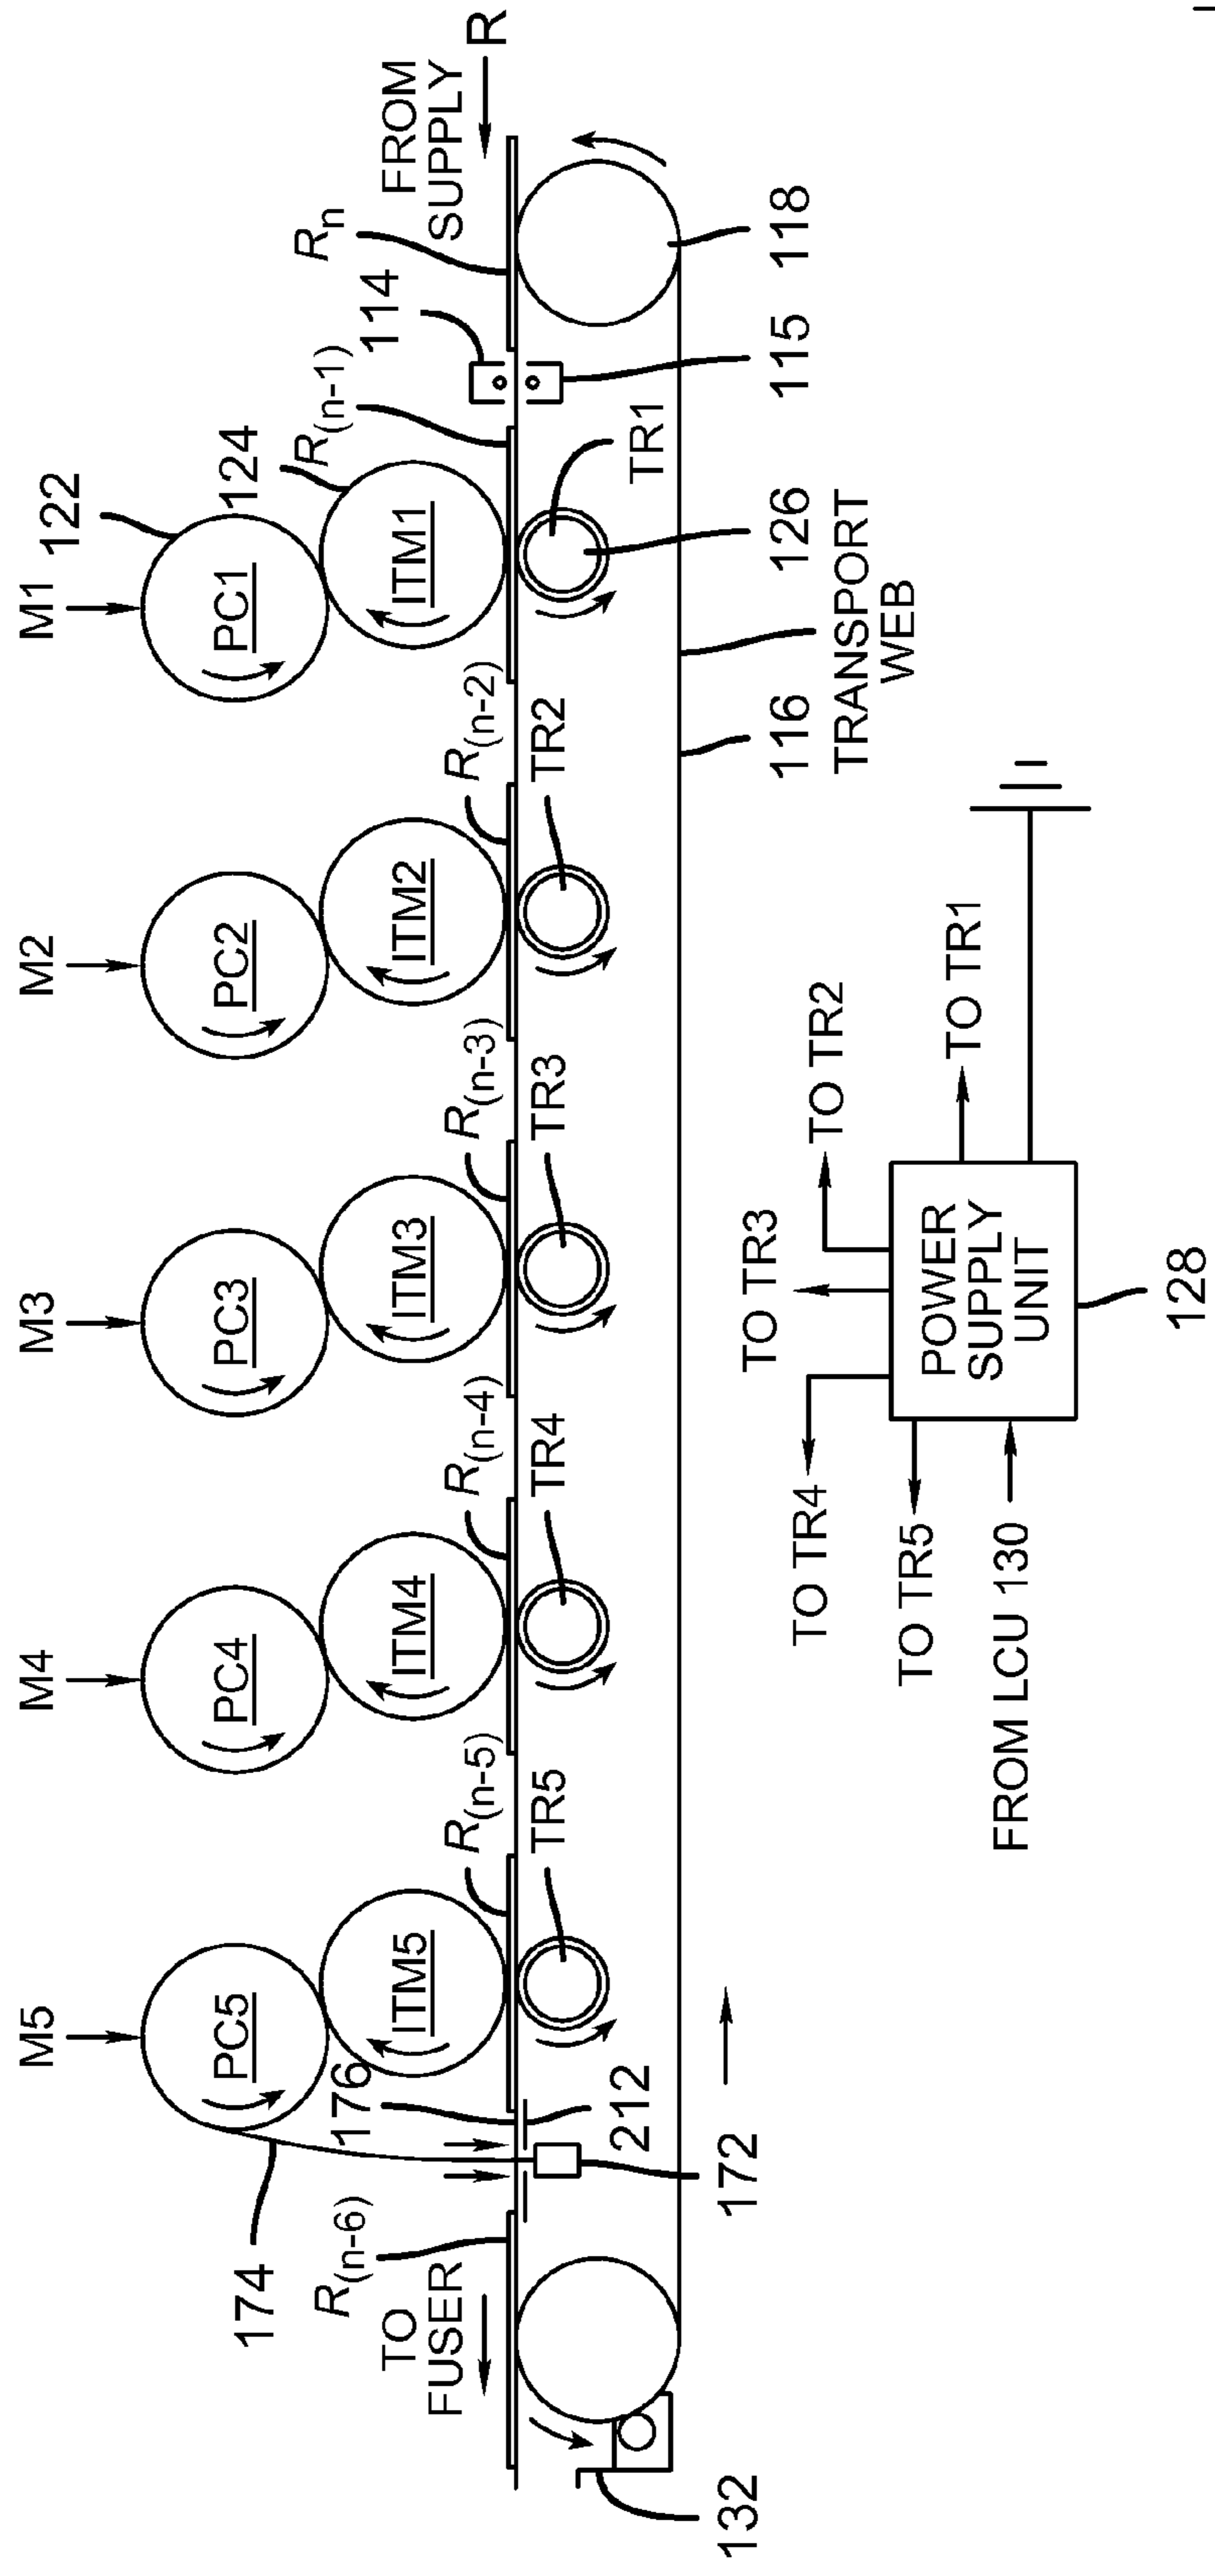 M5
M4
M3
M2
M1
122
PC5
PC4
PC3
PC2
PC1
124
174
176
ITM5
ITM4
ITM3
ITM2
ITM1
R(n-6)
R(n-5)
R(n-4)
R(n-3)
R(n-2)
R(n-1)
114
Rn
TO
FUSER
FROM
SUPPLY
R
TR5
TR4
TR3
TR2
TR1
212
132
172
126
115
118
116
TRANSPORT
WEB
TO TR4
TO TR3
TO TR2
TO TR5
TO TR1
FROM LCU 130
POWER
SUPPLY
UNIT
128